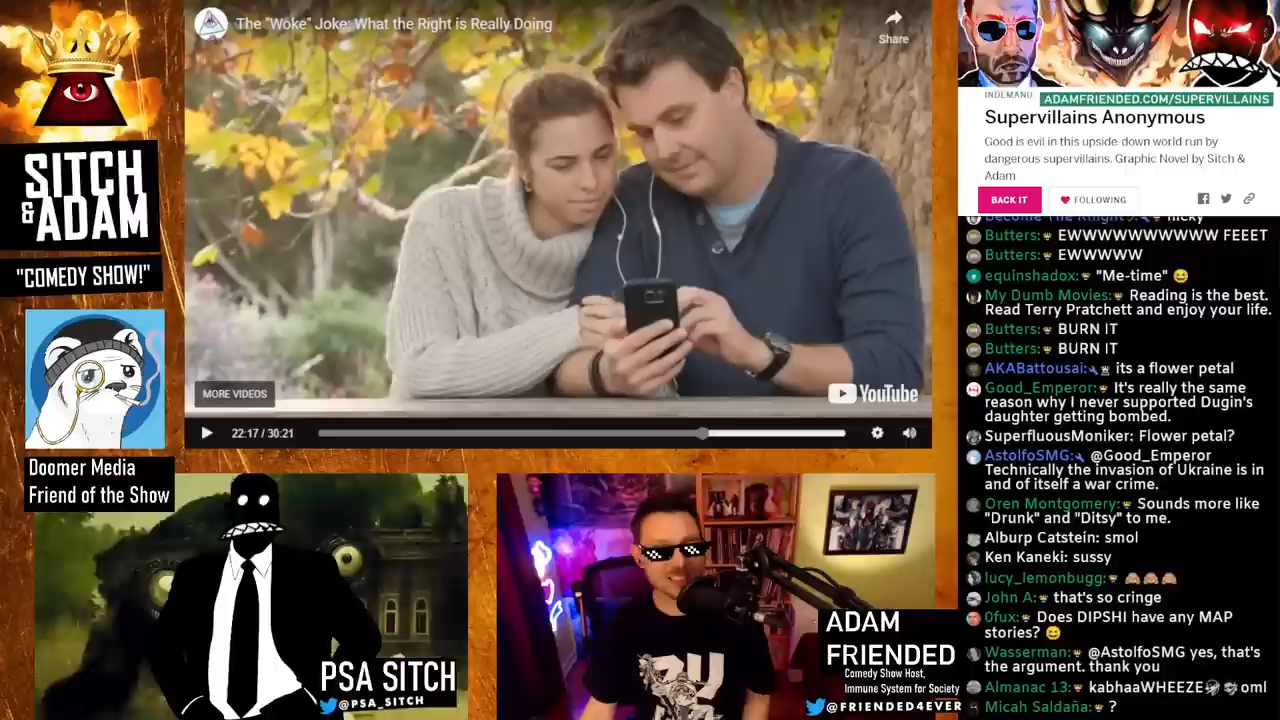 The "Woke" Joke: What the Right is Really Doing
Share
MORE VIDEOS
YouTube
22:17 / 30:21
SITCH
& ADAM
"COMEDY SHOW!"
Doomer Media
Friend of the Show
PSA SITCH
@PSA_SITCH
ADAM
FRIENDED
Comedy Show Host,
Immune System for Society
@FRIENDED4EVER
ADAMFRIENDED.COM/SUPERVILLAINS
Supervillains Anonymous
Good is evil in this upside-down world run by
dangerous supervillains. Graphic Novel by Sitch &
Adam
BACK IT
FOLLOWING
Butters: EWWWWWWWWWW FEEET
Butters: EWWWWW
equinshadox: "Me-time" 😆
My Dumb Movies: Reading is the best.
Read Terry Pratchett and enjoy your life.
Butters: BURN IT
Butters: BURN IT
AKABattousai: its a flower petal
Good_Emperor: It's really the same
reason why I never supported Dugin's
daughter getting bombed.
SuperfluousMoniker: Flower petal?
AstolfoSMG: @Good_Emperor
Technically the invasion of Ukraine is in
and of itself a war crime.
Oren Montgomery: Sounds more like
"Drunk" and "Ditsy" to me.
Alburp Catstein: smol
Ken Kaneki: sussy
lucy_lemonbugg: 🙈🙈🙈
John A: that's so cringe
0fux: Does DIPSHI have any MAP
stories? 😅
Wasserman: @AstolfoSMG yes, that's
the argument. thank you
Almanac 13: kabhaaWHEEZE oml
Micah Saldaña: ?